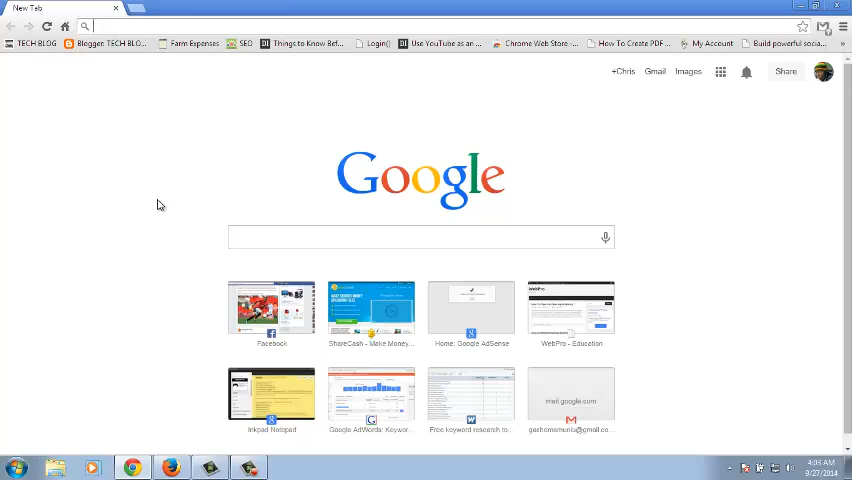 New Tab
TECH BLOG Blogger: TECH BLO... Farm Expenses SEO Things to Know Bef... Login() Use YouTube as an ... Chrome Web Store -... How To Create PDF ... My Account Build powerful socia... »
+Chris Gmail Images Share
Google
Facebook ShareCash - Make Money... Home: Google AdSense WebPro - Education
mail.google.com
Inkpad Notepad Google AdWords: Keywor... Free keyword research to...
4:03 AM
9/27/2014